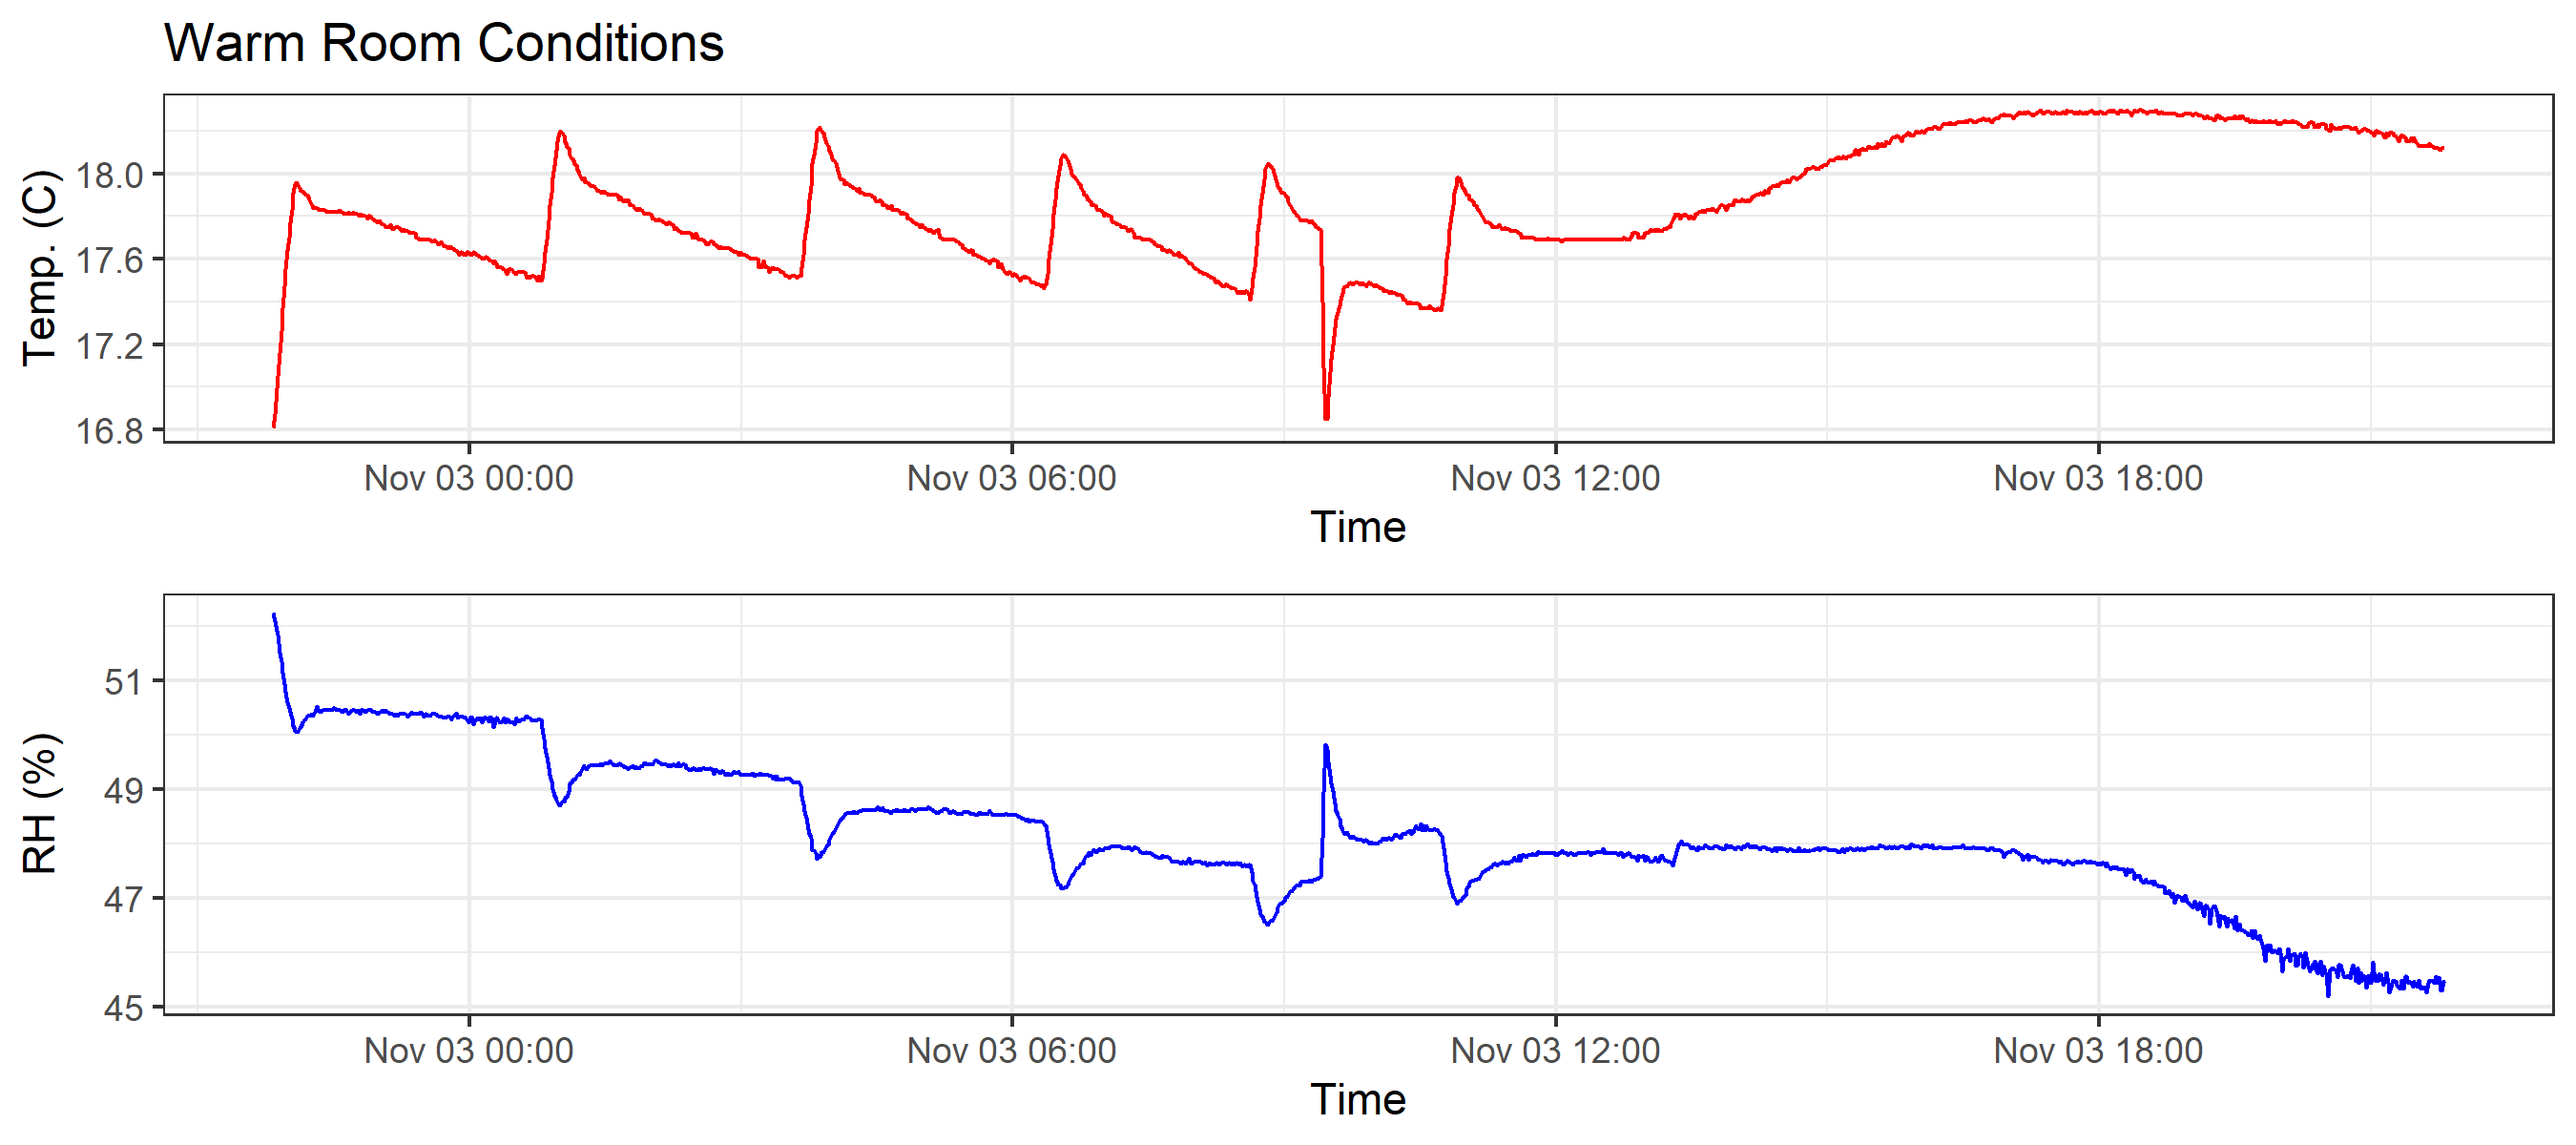 Warm Room Conditions
Temp. (C)
18.0
17.6
17.2
16.8
Nov 03 00:00 Nov 03 06:00 Nov 03 12:00 Nov 03 18:00
Time
RH (%)
51
49
47
45
Nov 03 00:00 Nov 03 06:00 Nov 03 12:00 Nov 03 18:00
Time